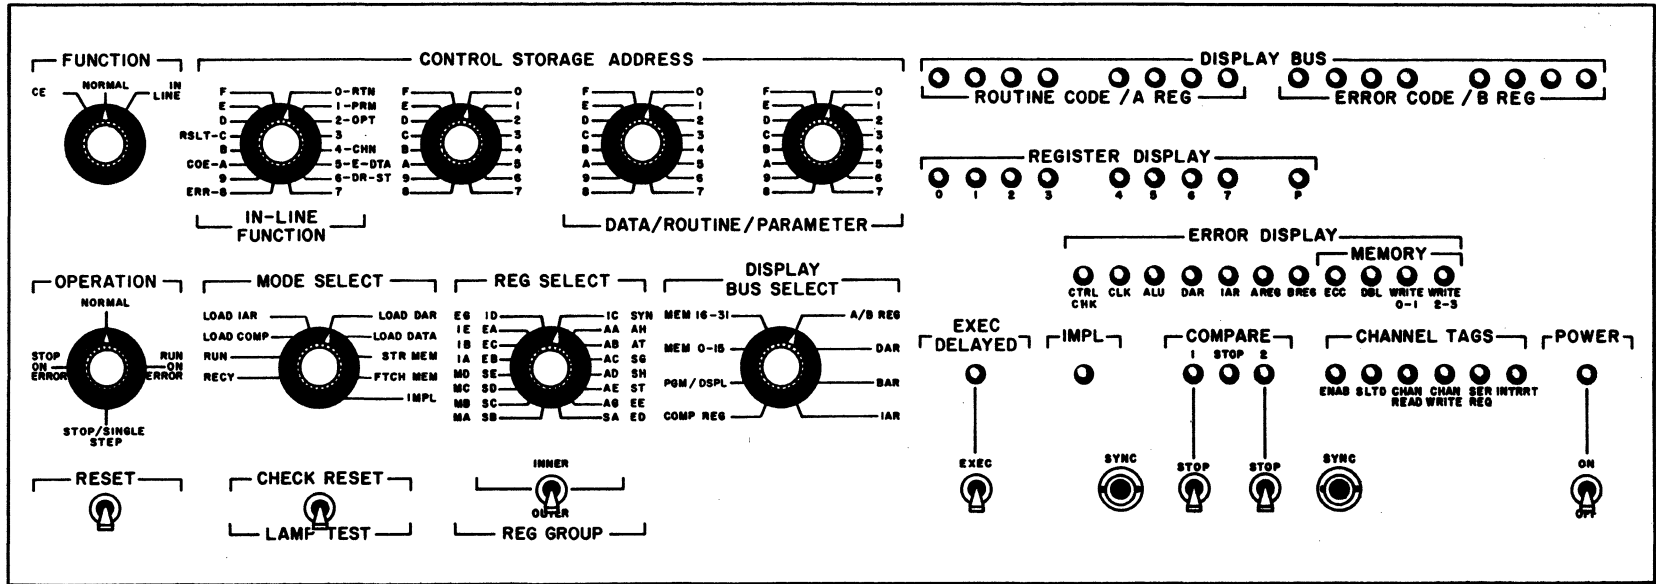 FUNCTION
CE NORMAL IN LINE
CONTROL STORAGE ADDRESS
F 0-RTN
E 1-PRM
D 2-OPT
RSLT-C 3
B 4-CHN
COE-A 5-E-DTA
9 6-DR-ST
ERR-8 7
IN-LINE
FUNCTION
F 0
E 1
D 2
C 3
B 4
A 5
9 6
8 7
F 0
E 1
D 2
C 3
B 4
A 5
9 6
8 7
F 0
E 1
D 2
C 3
B 4
A 5
9 6
8 7
DATA/ROUTINE/PARAMETER
DISPLAY BUS
ROUTINE CODE /A REG
ERROR CODE /B REG
REGISTER DISPLAY
0 1 2 3 4 5 6 7 P
ERROR DISPLAY
MEMORY
CTRL CHK
CLK
ALU
DAR
IAR
AREG
BREG
ECC
DBL
WRITE 0-1
WRITE 2-3
OPERATION
NORMAL
STOP ON ERROR
RUN ON ERROR
STOP/SINGLE
STEP
MODE SELECT
LOAD IAR LOAD DAR
LOAD COMP LOAD DATA
RUN STR MEM
RECY FTCH MEM
IMPL
REG SELECT
EG ID IC SYN
IE EA AA AH
IB EC AB AT
IA EB AC SG
MD SE AD SH
MC SD AE ST
MB SC AG EE
MA SB SA ED
DISPLAY
BUS SELECT
MEM 16-31 A/B REG
MEM 0-15 DAR
PGM/DSPL BAR
COMP REG IAR
EXEC
DELAYED
EXEC
IMPL
COMPARE
1 STOP 2
CHANNEL TAGS
ENAB
SLTD
CHAN READ
CHAN WRITE
SER REQ
INTRRT
POWER
RESET
CHECK RESET
LAMP TEST
INNER
OUTER
REG GROUP
SYNC
STOP
STOP
SYNC
ON
OFF